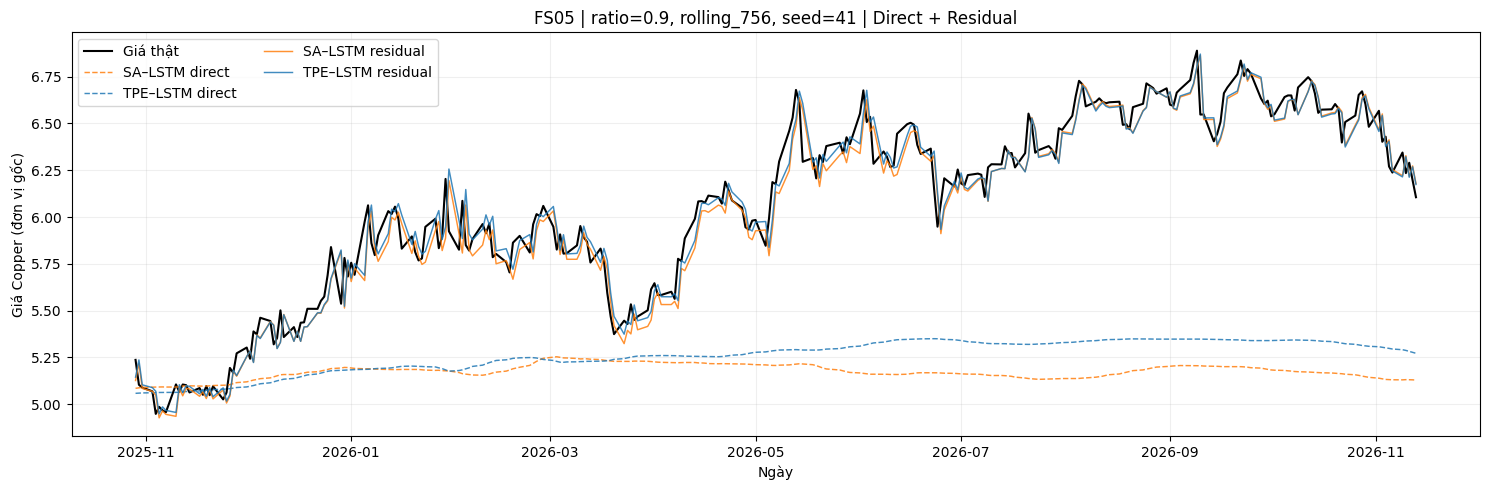 FS05 | ratio=0.9, rolling_756, seed=41 | Direct + Residual
Giá thật
SA–LSTM direct
TPE–LSTM direct
SA–LSTM residual
TPE–LSTM residual
Giá Copper (đơn vị gốc)
6.75
6.50
6.25
6.00
5.75
5.50
5.25
5.00
2025-11
2026-01
2026-03
2026-05
2026-07
2026-09
2026-11
Ngày